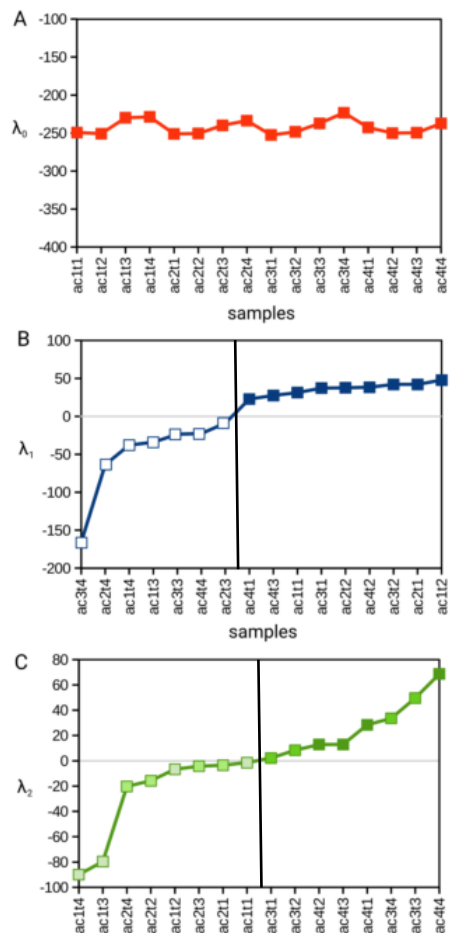 A
-100
-150
-200
-250
-300
-350
-400
λ0
ac1t1 ac1t2 ac1t3 ac1t4 ac2t1 ac2t2 ac2t3 ac2t4 ac3t1 ac3t2 ac3t3 ac3t4 ac4t1 ac4t2 ac4t3 ac4t4
samples
B
100
50
0
-50
-100
-150
-200
λ1
ac3t4 ac2t4 ac1t4 ac1t3 ac3t3 ac4t4 ac2t3 ac4t1 ac4t3 ac1t1 ac3t1 ac2t2 ac4t2 ac3t2 ac2t1 ac1t2
samples
C
80
60
40
20
0
-20
-40
-60
-80
-100
λ2
ac1t4 ac1t3 ac2t4 ac2t2 ac1t2 ac2t3 ac2t1 ac1t1 ac3t1 ac3t2 ac4t2 ac4t3 ac4t1 ac3t4 ac3t3 ac4t4